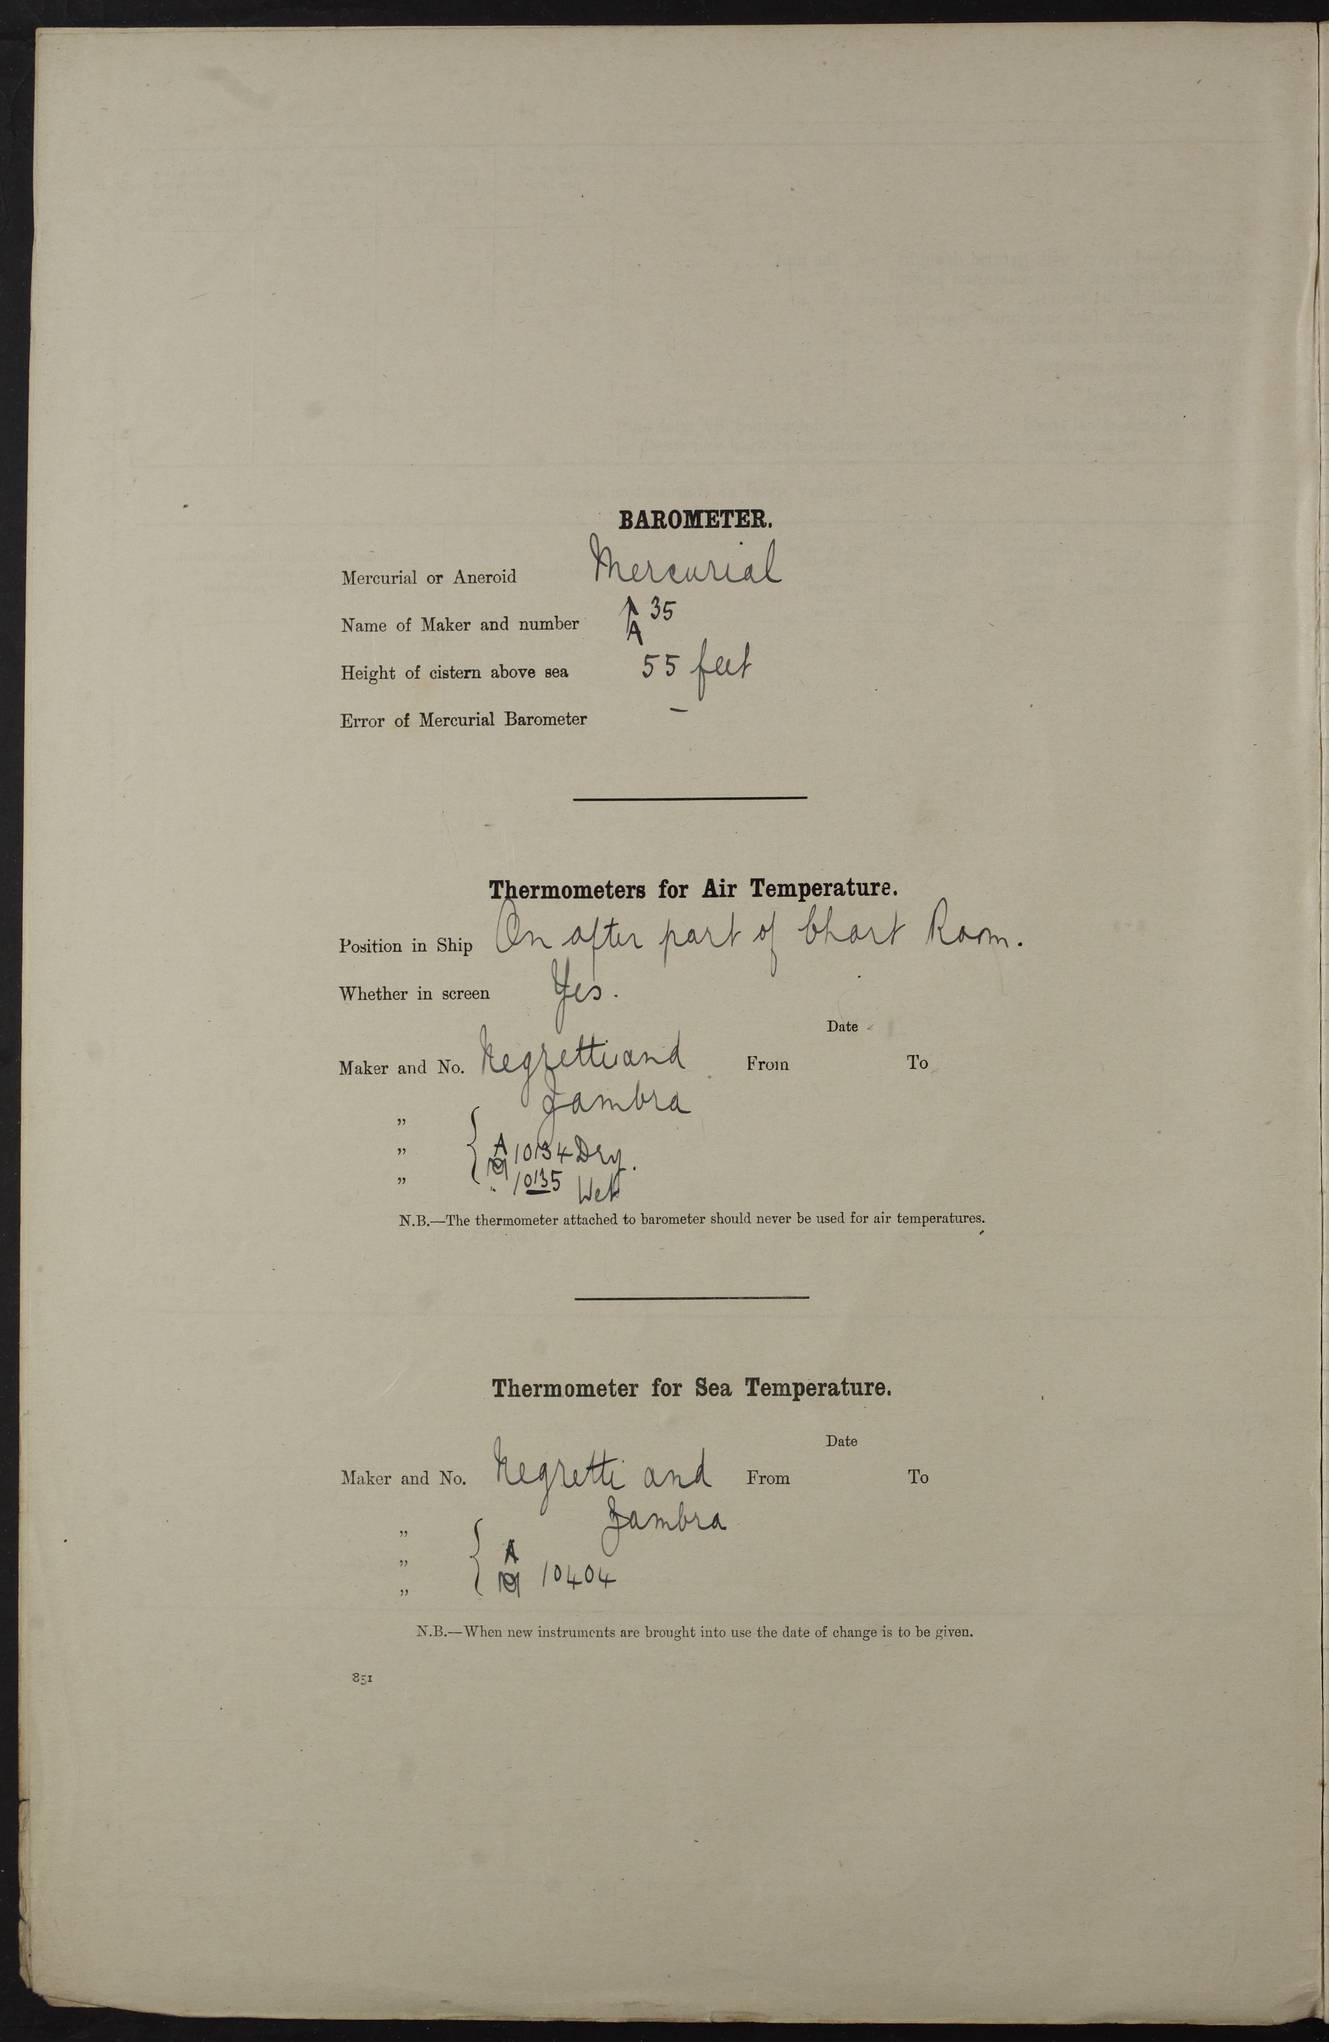 BAROMETER.
Mercurial or Aneroid Mercurial
Name of Maker and number A 35
Height of cistern above sea 55 feet
Error of Mercurial Barometer –
Thermometers for Air Temperature.
Position in Ship On after part of Chart Room.
Whether in screen Yes.
Date
Maker and No. Negretti and From To
„ Zambra
„ { A 10134 Dry.
„ „ 10135 Wet
N.B.—The thermometer attached to barometer should never be used for air temperatures.
Thermometer for Sea Temperature.
Date
Maker and No. Negretti and From To
„ Zambra
„ { A
„ 10404
N.B.—When new instruments are brought into use the date of change is to be given.
851